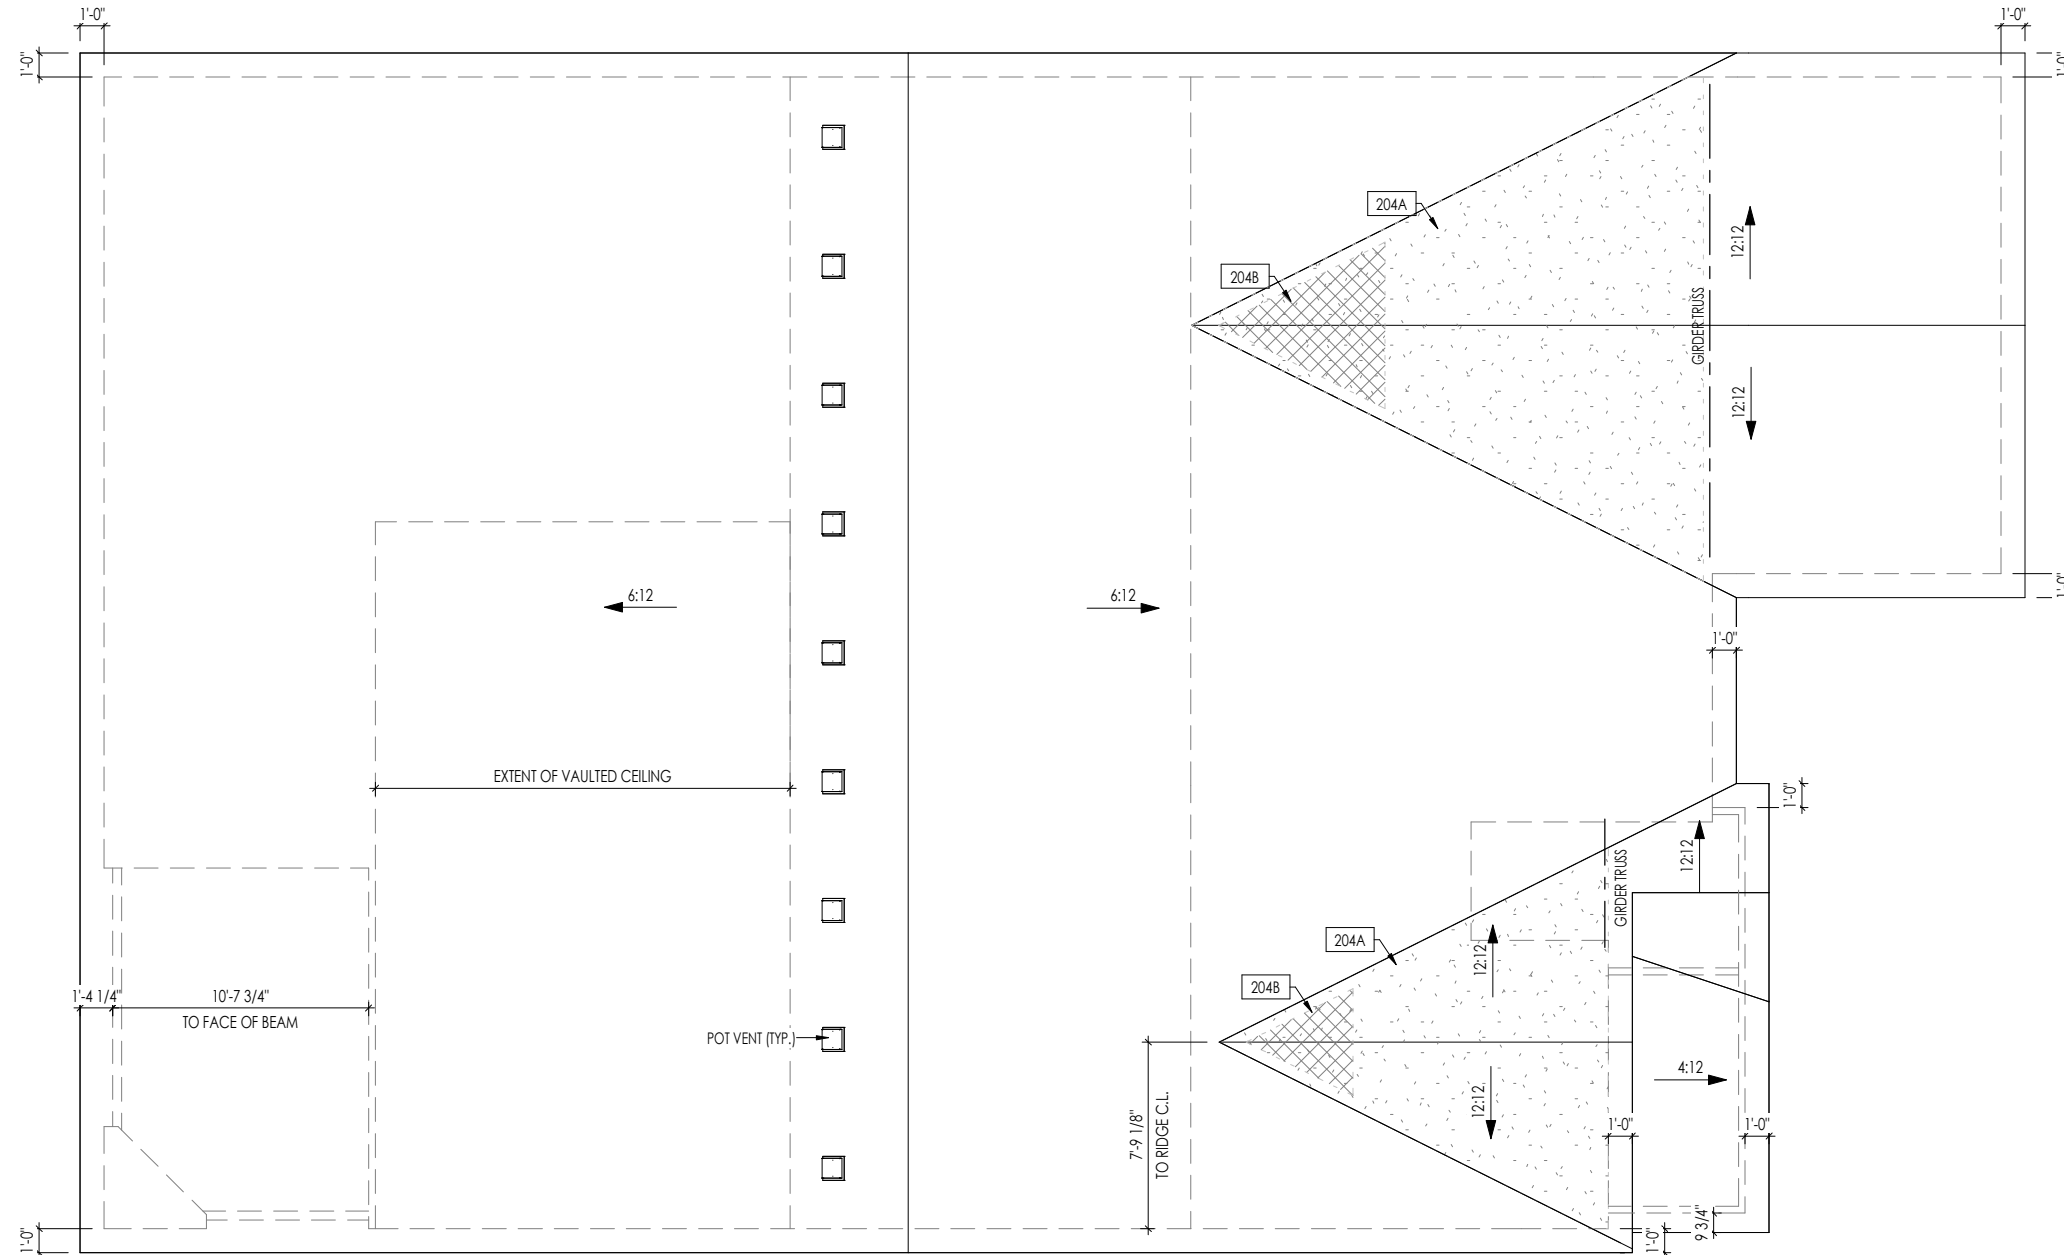 1'-0"
1'-0"
1'-0"
1'-0"
204A
12:12
204B
GIRDER TRUSS
12:12
1'-0"
6:12
6:12
1'-0"
EXTENT OF VAULTED CEILING
1'-0"
12:12
GIRDER TRUSS
204A
12:12
204B
1'-4 1/4"
10'-7 3/4"
TO FACE OF BEAM
POT VENT (TYP.)
4:12
12:12
7'-9 1/8"
TO RIDGE C.L.
1'-0"
1'-0"
9 3/4"
1'-0"
1'-0"